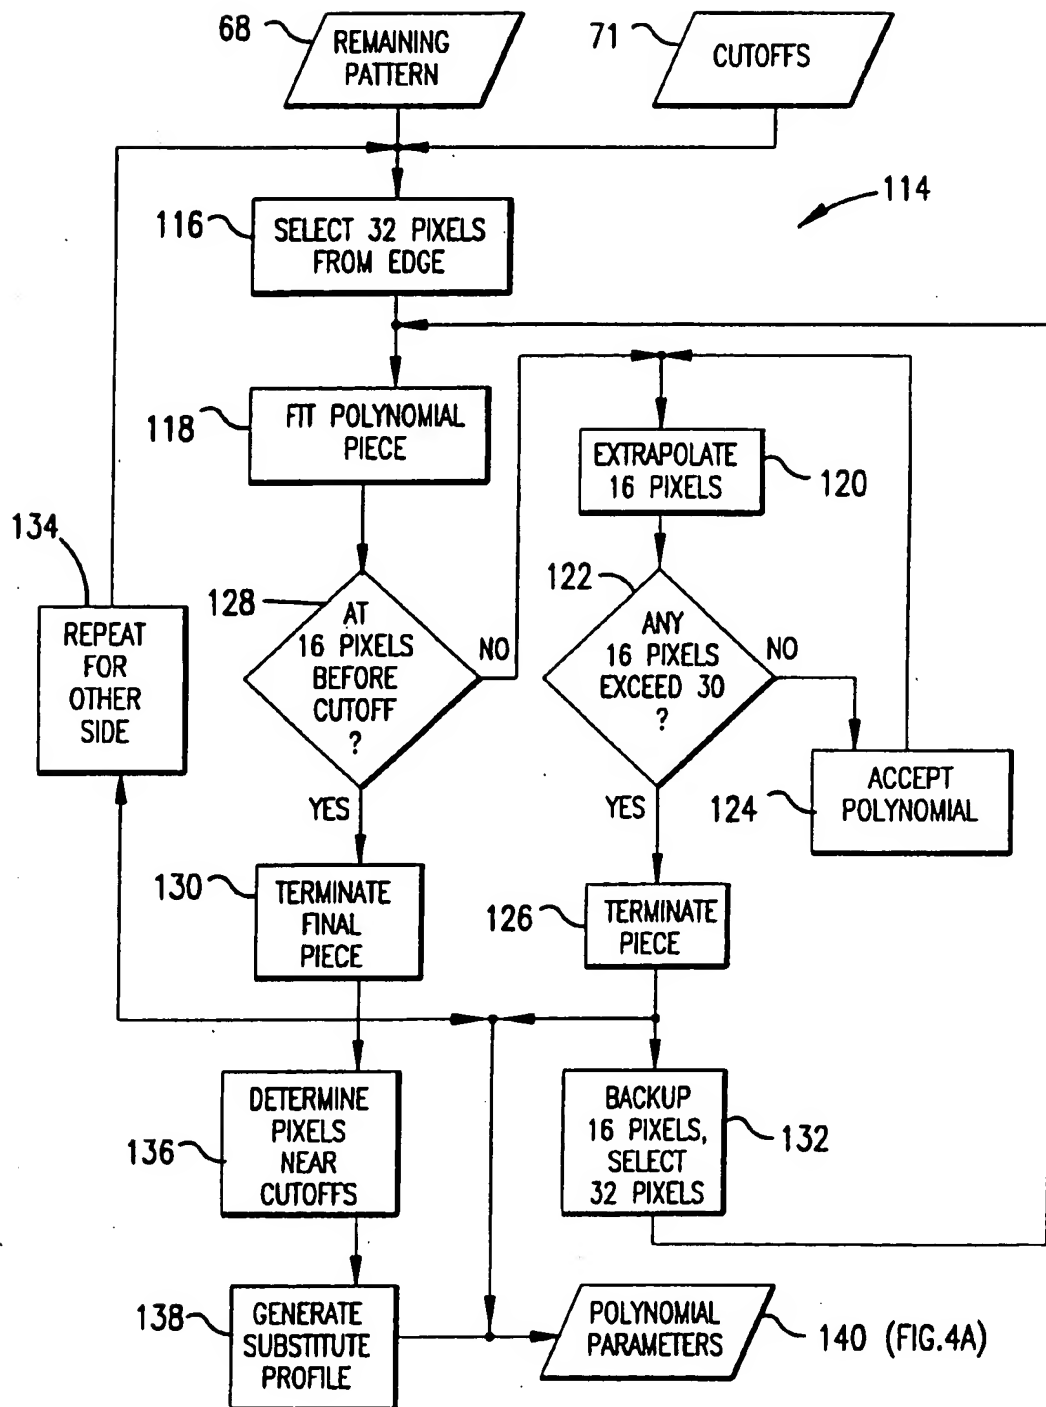 68
REMAINING
PATTERN
71
CUTOFFS
114
116
SELECT 32 PIXELS
FROM EDGE
118
FIT POLYNOMIAL
PIECE
EXTRAPOLATE
16 PIXELS
120
134
REPEAT
FOR
OTHER
SIDE
128
AT
16 PIXELS
BEFORE
CUTOFF
?
NO
YES
122
ANY
16 PIXELS
EXCEED 30
?
NO
YES
124
ACCEPT
POLYNOMIAL
130
TERMINATE
FINAL
PIECE
126
TERMINATE
PIECE
136
DETERMINE
PIXELS
NEAR
CUTOFFS
BACKUP
16 PIXELS,
SELECT
32 PIXELS
132
138
GENERATE
SUBSTITUTE
PROFILE
POLYNOMIAL
PARAMETERS
140 (FIG.4A)